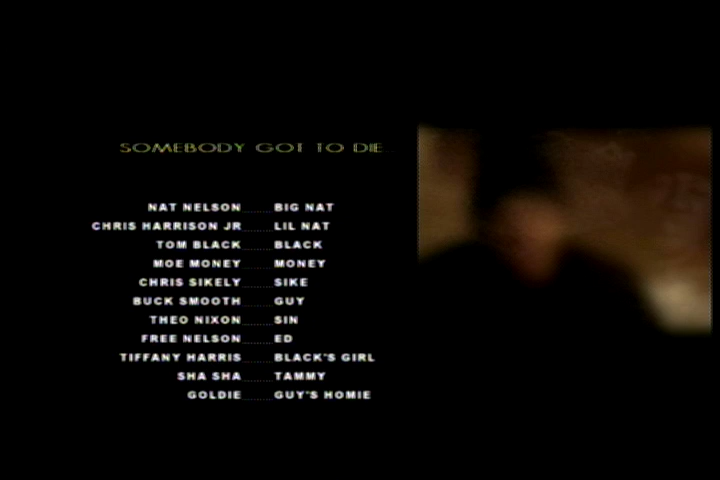 SOMEBODY GOT TO DIE
NAT NELSON ........ BIG NAT
CHRIS HARRISON JR ........ LIL NAT
TOM BLACK ........ BLACK
MOE MONEY ........ MONEY
CHRIS SIKELY ........ SIKE
BUCK SMOOTH ........ GUY
THEO NIXON ........ SIN
FREE NELSON ........ ED
TIFFANY HARRIS ........ BLACK'S GIRL
SHA SHA ........ TAMMY
GOLDIE ........ GUY'S HOMIE